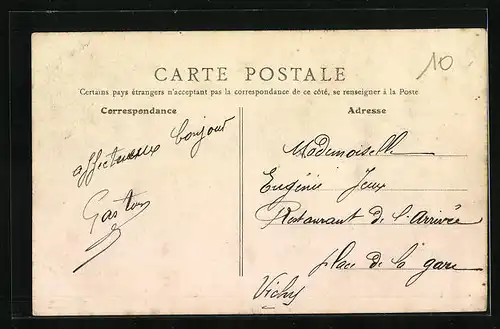 10
CARTE POSTALE
Certains pays étrangers n'acceptant pas la correspondance de ce côté, se renseigner à la Poste
Correspondance
affectueux bonjour
Gaston
Adresse
Mademoiselle
Eugénie Jeux
Restaurant de l'Arrivée
place de la gare
Vichy